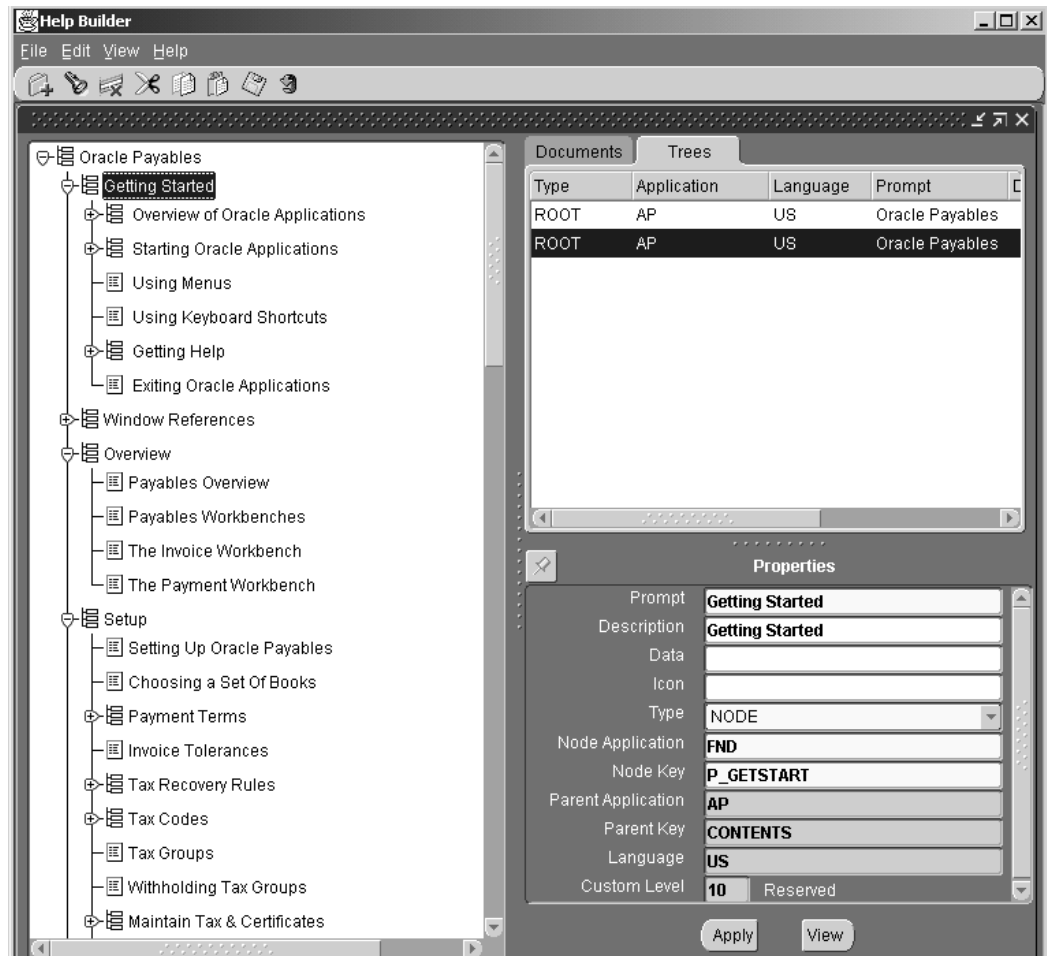 Help Builder
File Edit View Help
Oracle Payables
Getting Started
Overview of Oracle Applications
Starting Oracle Applications
Using Menus
Using Keyboard Shortcuts
Getting Help
Exiting Oracle Applications
Window References
Overview
Payables Overview
Payables Workbenches
The Invoice Workbench
The Payment Workbench
Setup
Setting Up Oracle Payables
Choosing a Set Of Books
Payment Terms
Invoice Tolerances
Tax Recovery Rules
Tax Codes
Tax Groups
Withholding Tax Groups
Maintain Tax & Certificates
Documents Trees
Type Application Language Prompt
ROOT AP US Oracle Payables
ROOT AP US Oracle Payables
Properties
Prompt Getting Started
Description Getting Started
Data
Icon
Type NODE
Node Application FND
Node Key P_GETSTART
Parent Application AP
Parent Key CONTENTS
Language US
Custom Level 10 Reserved
Apply View